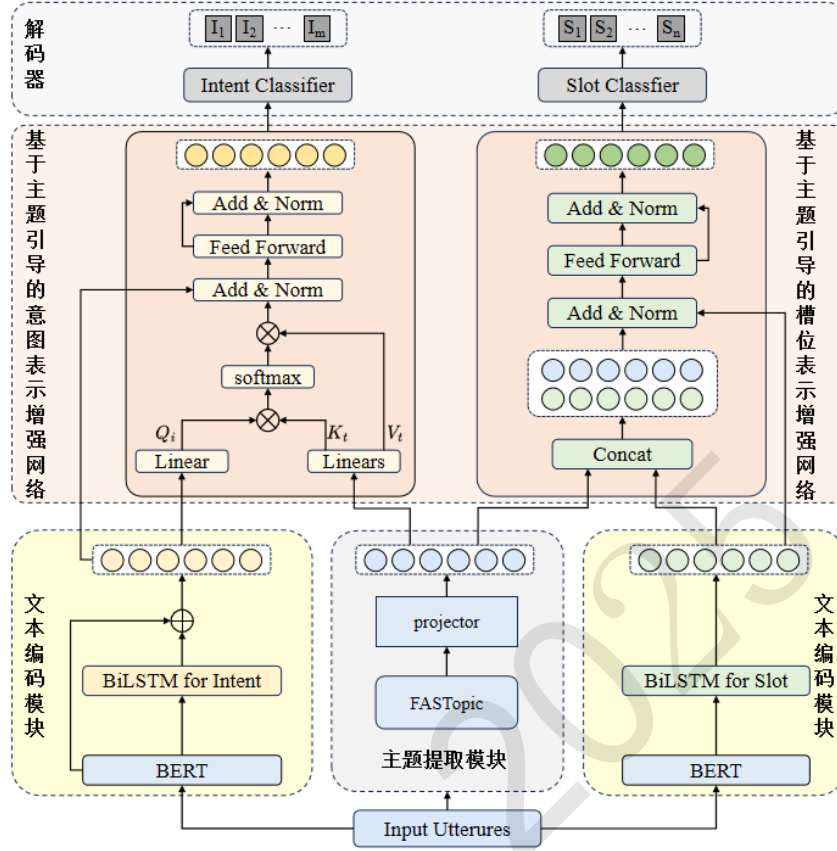 解码器
I1 I2 ... Im
S1 S2 ... Sn
Intent Classifier
Slot Classfier
基于主题引导的意图表示增强网络
Add & Norm
Feed Forward
Add & Norm
softmax
Qi
Kt
Vt
Linear
Linears
Add & Norm
Feed Forward
Add & Norm
Concat
基于主题引导的槽位表示增强网络
文本编码模块
BiLSTM for Intent
BERT
projector
FASTopic
主题提取模块
BiLSTM for Slot
BERT
文本编码模块
Input Utterures
2025